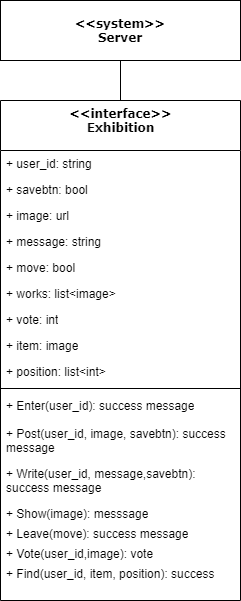 <<system>>
Server
<<interface>>
Exhibition
+ user_id: string
+ savebtn: bool
+ image: url
+ message: string
+ move: bool
+ works: list<image>
+ vote: int
+ item: image
+ position: list<int>
+ Enter(user_id): success message
+ Post(user_id, image, savebtn): success
message
+ Write(user_id, message,savebtn):
success message
+ Show(image): messsage
+ Leave(move): success message
+ Vote(user_id,image): vote
+ Find(user_id, item, position): success